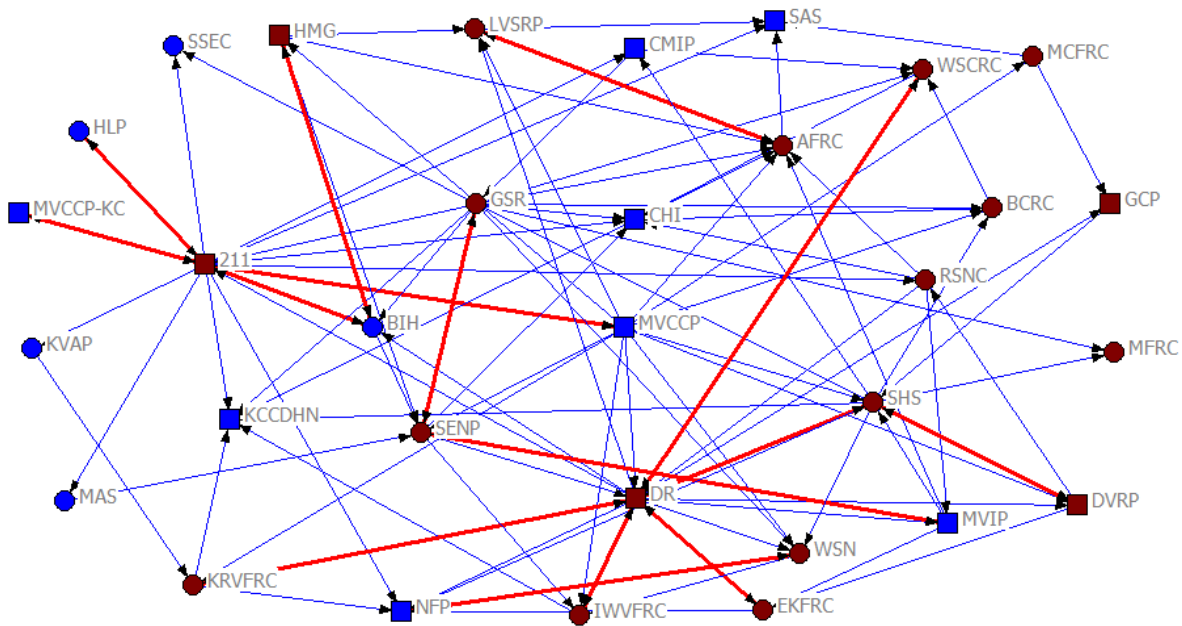 LVSRP
SAS
HMG
SSEC
CMIP
MCFRC
WSCRC
HLP
AFRC
GSR
GCP
MVCCP-KC
CHI
BCRC
211
RSNC
BIH
MVCCP
KVAP
MFRC
SHS
KCCDHN
SENP
MAS
DR
DVRP
MVIP
WSN
KRVFRC
NFP
IWVFRC
EKFRC